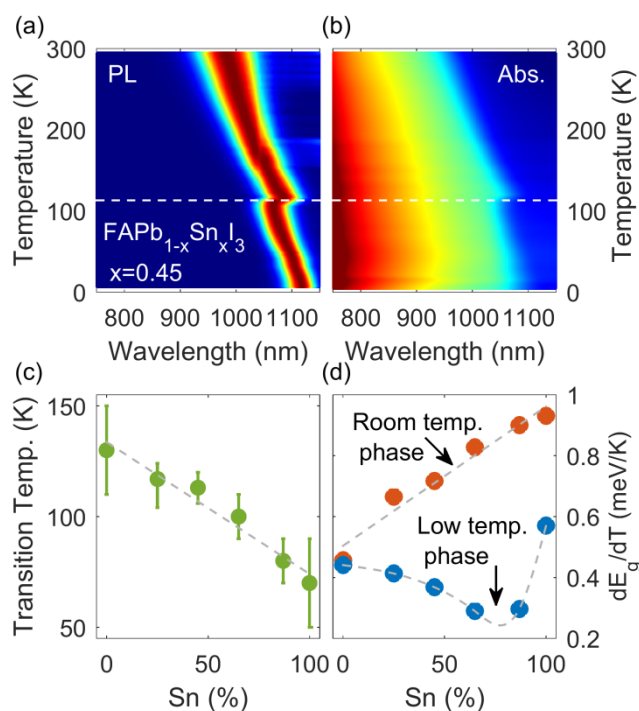 (a)
(b)
300
200
100
0
Temperature (K)
PL
FAPb1-xSnxI3
x=0.45
800 900 1000 1100
Wavelength (nm)
Abs.
300
200
100
0
Temperature (K)
800 900 1000 1100
Wavelength (nm)
(c)
(d)
150
100
50
Transition Temp. (K)
0 50 100
Sn (%)
Room temp.
phase
Low temp.
phase
1
0.8
0.6
0.4
0.2
dEg/dT (meV/K)
0 50 100
Sn (%)